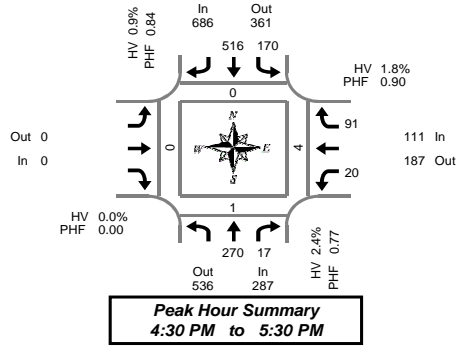 HV 0.9%
PHF 0.84
In Out
686 361
516 170
HV 1.8%
PHF 0.90
0
N
W E
S
91
20
0
4
Out 0
In 0
111 In
187 Out
HV 0.0%
PHF 0.00
1
270 17
HV 2.4%
PHF 0.77
Out In
536 287
Peak Hour Summary
4:30 PM to 5:30 PM